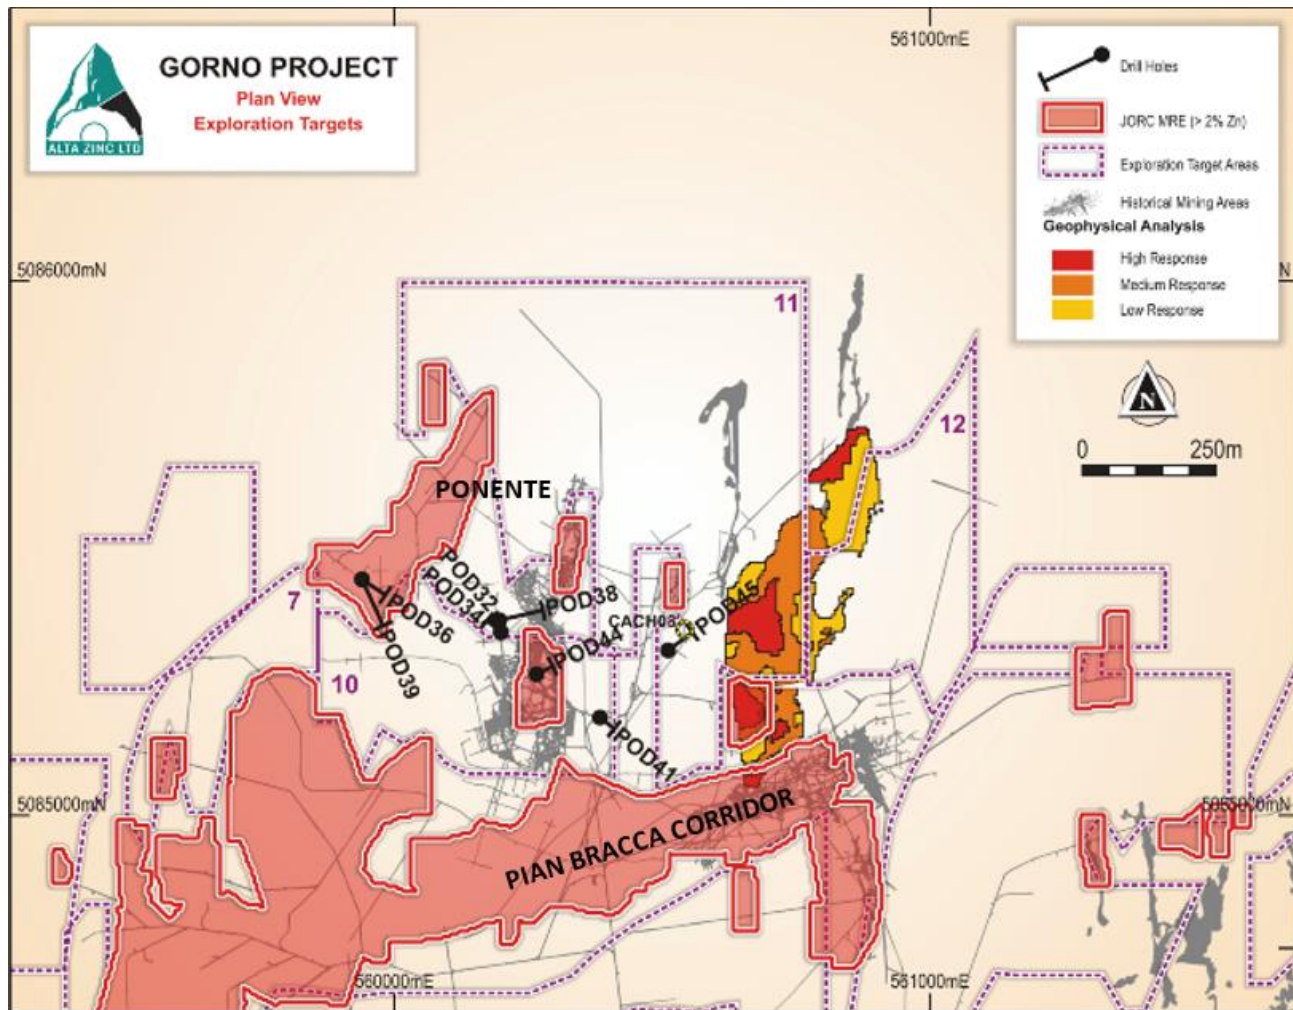 GORNO PROJECT
Plan View
Exploration Targets
ALTA ZINC LTD
561000mE
Drill Holes
JORC MRE (> 2% Zn)
Exploration Target Areas
Historical Mining Areas
Geophysical Analysis
High Response
Medium Response
Low Response
5086000mN
N
11
N
12
0 250m
PONENTE
POD32
POD34
POD38
7
POD36
POD39
CACH08
POD45
POD44
10
POD41
5085000mN
5085000mN
PIAN BRACCA CORRIDOR
560000mE
561000mE